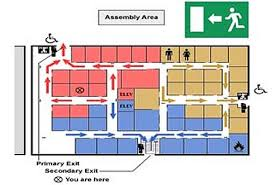 Assembly Area
ELEV
ELEV
Primary Exit
Secondary Exit
You are here